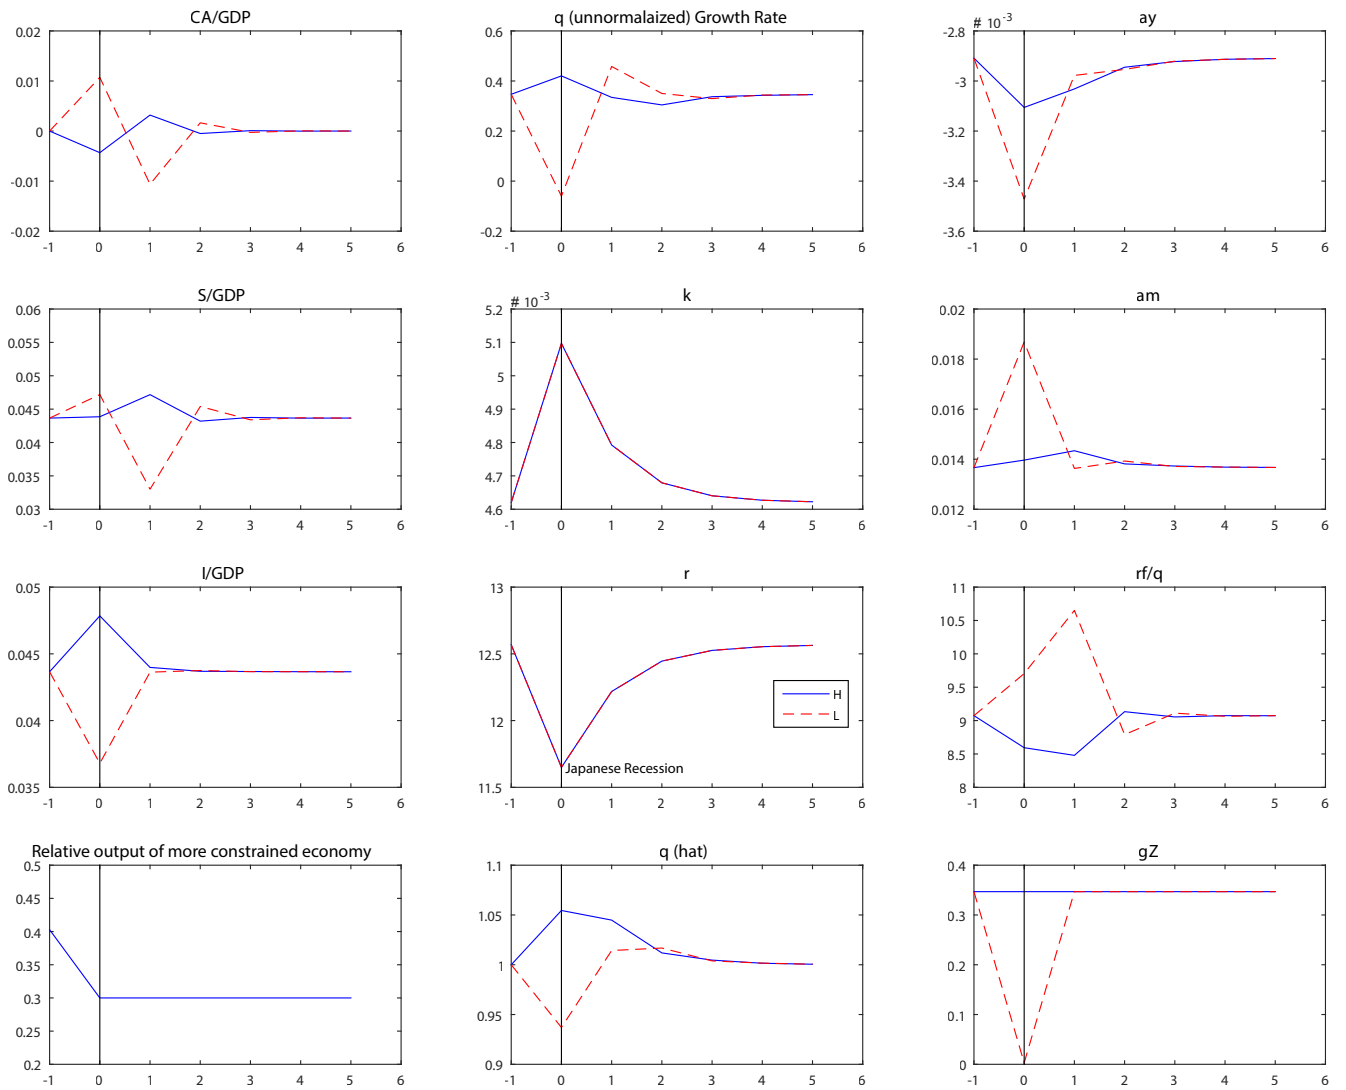 CA/GDP
0.02
0.01
0
-0.01
-0.02
-1 0 1 2 3 4 5 6
q (unnormalaized) Growth Rate
0.6
0.4
0.2
0
-0.2
-1 0 1 2 3 4 5 6
ay
# 10 -3
-2.8
-3
-3.2
-3.4
-3.6
-1 0 1 2 3 4 5 6
S/GDP
0.06
0.055
0.05
0.045
0.04
0.035
0.03
-1 0 1 2 3 4 5 6
k
# 10 -3
5.2
5.1
5
4.9
4.8
4.7
4.6
-1 0 1 2 3 4 5 6
am
0.02
0.018
0.016
0.014
0.012
-1 0 1 2 3 4 5 6
I/GDP
0.05
0.045
0.04
0.035
-1 0 1 2 3 4 5 6
r
13
12.5
12
11.5
H
L
Japanese Recession
-1 0 1 2 3 4 5 6
rf/q
11
10.5
10
9.5
9
8.5
8
-1 0 1 2 3 4 5 6
Relative output of more constrained economy
0.5
0.45
0.4
0.35
0.3
0.25
0.2
-1 0 1 2 3 4 5 6
q (hat)
1.1
1.05
1
0.95
0.9
-1 0 1 2 3 4 5 6
gZ
0.4
0.3
0.2
0.1
0
-1 0 1 2 3 4 5 6